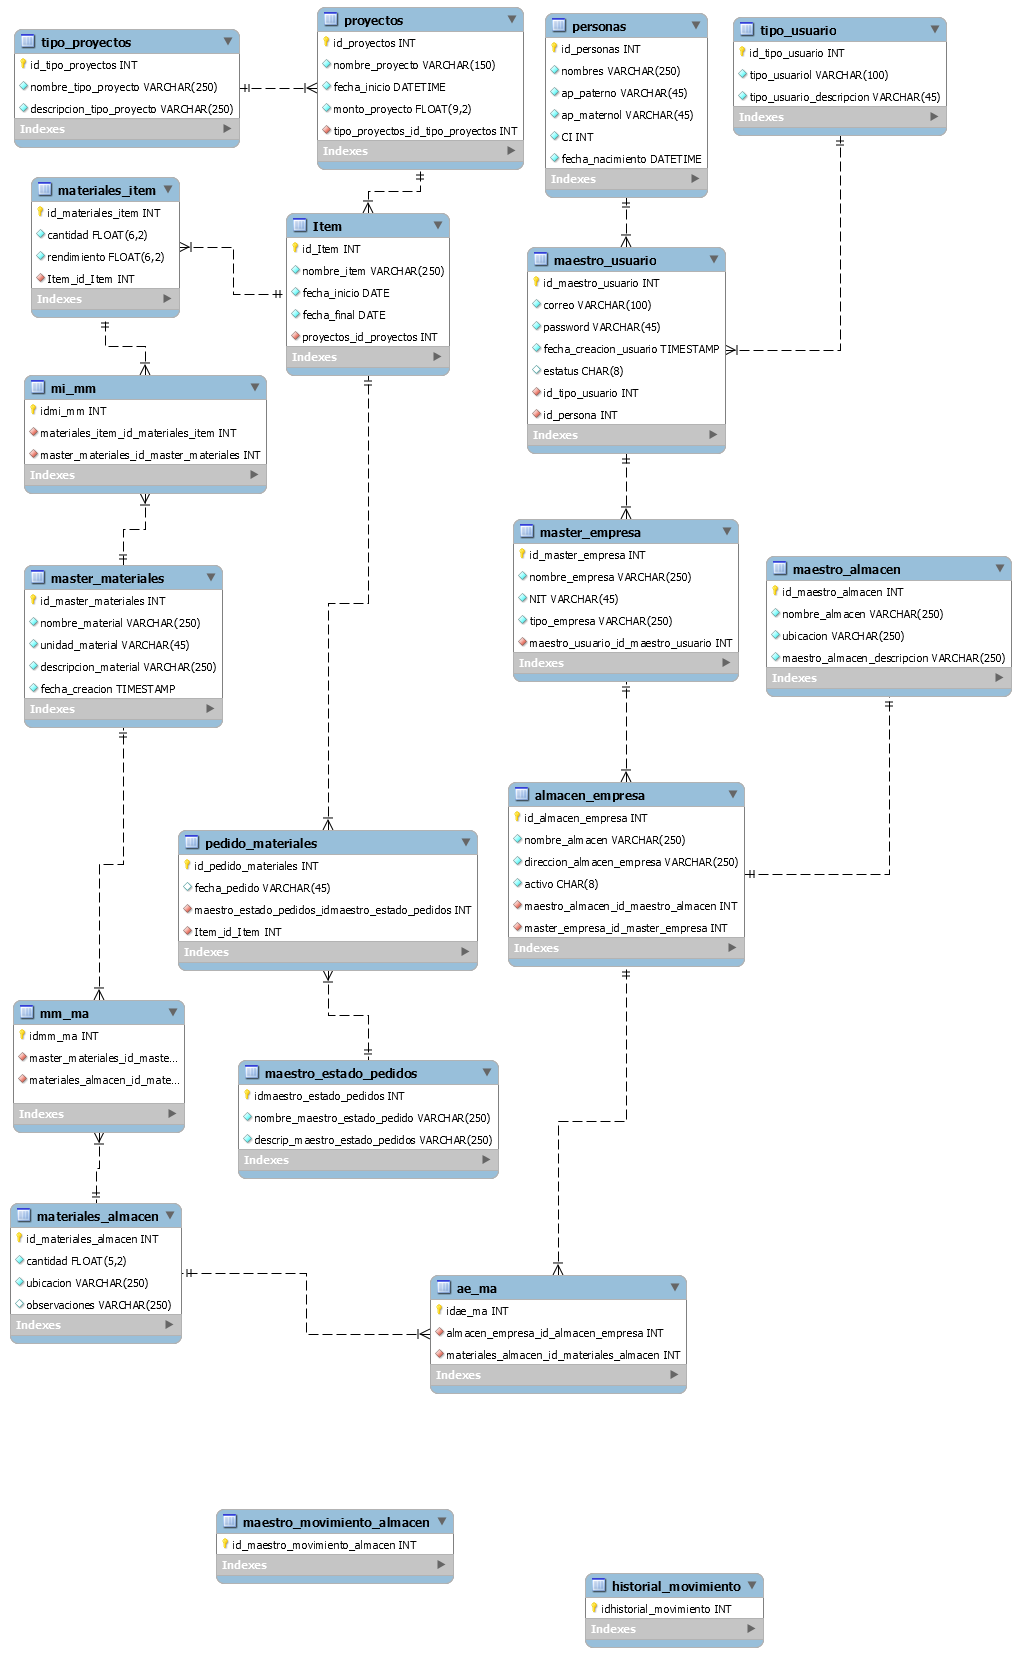 tipo_proyectos
id_tipo_proyectos INT
nombre_tipo_proyecto VARCHAR(250)
descripcion_tipo_proyecto VARCHAR(250)
Indexes
proyectos
id_proyectos INT
nombre_proyecto VARCHAR(150)
fecha_inicio DATETIME
monto_proyecto FLOAT(9,2)
tipo_proyectos_id_tipo_proyectos INT
Indexes
personas
id_personas INT
nombres VARCHAR(250)
ap_paterno VARCHAR(45)
ap_maternol VARCHAR(45)
CI INT
fecha_nacimiento DATETIME
Indexes
tipo_usuario
id_tipo_usuario INT
tipo_usuariol VARCHAR(100)
tipo_usuario_descripcion VARCHAR(45)
Indexes
materiales_item
id_materiales_item INT
cantidad FLOAT(6,2)
rendimiento FLOAT(6,2)
Item_id_Item INT
Indexes
Item
id_Item INT
nombre_item VARCHAR(250)
fecha_inicio DATE
fecha_final DATE
proyectos_id_proyectos INT
Indexes
maestro_usuario
id_maestro_usuario INT
correo VARCHAR(100)
password VARCHAR(45)
fecha_creacion_usuario TIMESTAMP
estatus CHAR(8)
id_tipo_usuario INT
id_persona INT
Indexes
mi_mm
idmi_mm INT
materiales_item_id_materiales_item INT
master_materiales_id_master_materiales INT
Indexes
master_empresa
id_master_empresa INT
nombre_empresa VARCHAR(250)
NIT VARCHAR(45)
tipo_empresa VARCHAR(250)
maestro_usuario_id_maestro_usuario INT
Indexes
maestro_almacen
id_maestro_almacen INT
nombre_almacen VARCHAR(250)
ubicacion VARCHAR(250)
maestro_almacen_descripcion VARCHAR(250)
Indexes
master_materiales
id_master_materiales INT
nombre_material VARCHAR(250)
unidad_material VARCHAR(45)
descripcion_material VARCHAR(250)
fecha_creacion TIMESTAMP
Indexes
almacen_empresa
id_almacen_empresa INT
nombre_almacen VARCHAR(250)
direccion_almacen_empresa VARCHAR(250)
activo CHAR(8)
maestro_almacen_id_maestro_almacen INT
master_empresa_id_master_empresa INT
Indexes
pedido_materiales
id_pedido_materiales INT
fecha_pedido VARCHAR(45)
maestro_estado_pedidos_idmaestro_estado_pedidos INT
Item_id_Item INT
Indexes
mm_ma
idmm_ma INT
master_materiales_id_maste...
materiales_almacen_id_mate...
Indexes
maestro_estado_pedidos
idmaestro_estado_pedidos INT
nombre_maestro_estado_pedido VARCHAR(250)
descrip_maestro_estado_pedidos VARCHAR(250)
Indexes
materiales_almacen
id_materiales_almacen INT
cantidad FLOAT(5,2)
ubicacion VARCHAR(250)
observaciones VARCHAR(250)
Indexes
ae_ma
idae_ma INT
almacen_empresa_id_almacen_empresa INT
materiales_almacen_id_materiales_almacen INT
Indexes
maestro_movimiento_almacen
id_maestro_movimiento_almacen INT
Indexes
historial_movimiento
idhistorial_movimiento INT
Indexes